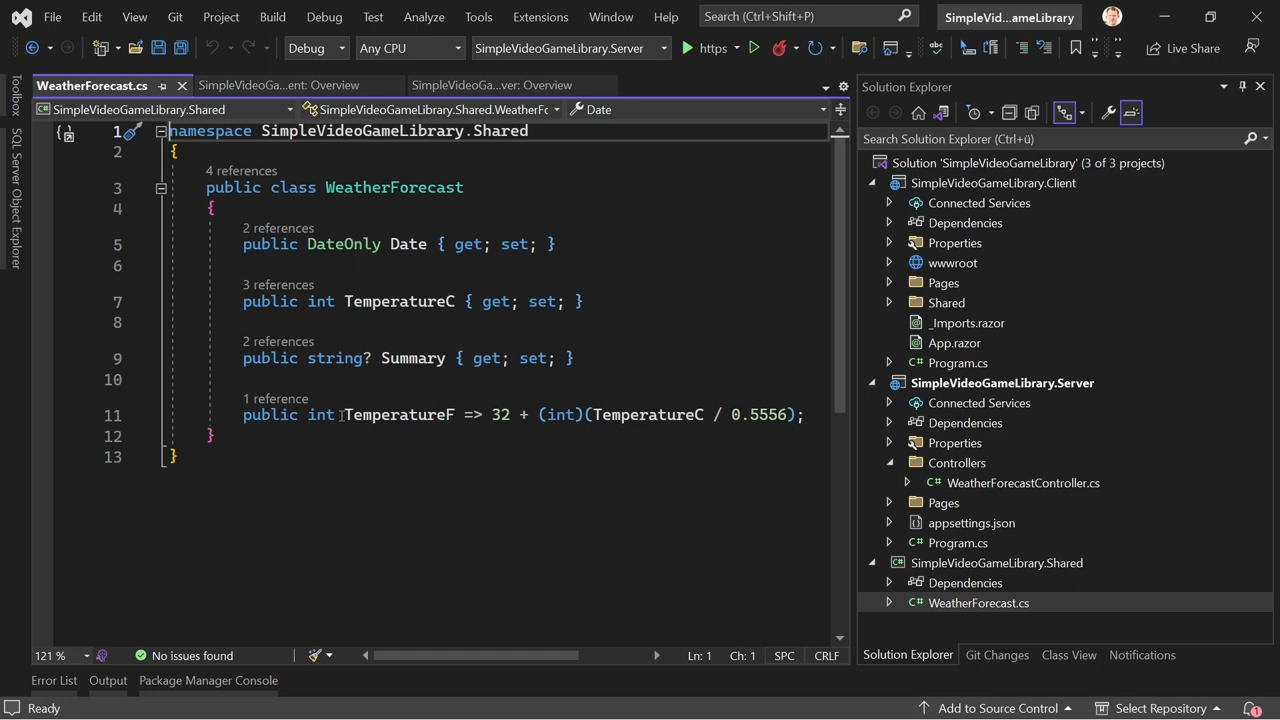 File Edit View Git Project Build Debug Test Analyze Tools Extensions Window Help Search (Ctrl+Shift+P) SimpleVid...ameLibrary
Debug Any CPU SimpleVideoGameLibrary.Server https Live Share
WeatherForecast.cs SimpleVideoGa...ent: Overview SimpleVideoGa...ver: Overview
SimpleVideoGameLibrary.Shared SimpleVideoGameLibrary.Shared.WeatherFo Date
Toolbox
SQL Server Object Explorer
1 namespace SimpleVideoGameLibrary.Shared
2 {
4 references
3 public class WeatherForecast
4 {
2 references
5 public DateOnly Date { get; set; }
6
3 references
7 public int TemperatureC { get; set; }
8
2 references
9 public string? Summary { get; set; }
10
1 reference
11 public int TemperatureF => 32 + (int)(TemperatureC / 0.5556);
12 }
13 }
121 % No issues found Ln: 1 Ch: 1 SPC CRLF
Solution Explorer
Search Solution Explorer (Ctrl+ü)
Solution 'SimpleVideoGameLibrary' (3 of 3 projects)
SimpleVideoGameLibrary.Client
Connected Services
Dependencies
Properties
wwwroot
Pages
Shared
_Imports.razor
App.razor
C# Program.cs
SimpleVideoGameLibrary.Server
Connected Services
Dependencies
Properties
Controllers
C# WeatherForecastController.cs
Pages
appsettings.json
C# Program.cs
C# SimpleVideoGameLibrary.Shared
Dependencies
C# WeatherForecast.cs
Solution Explorer Git Changes Class View Notifications
Error List Output Package Manager Console
Ready Add to Source Control Select Repository 1